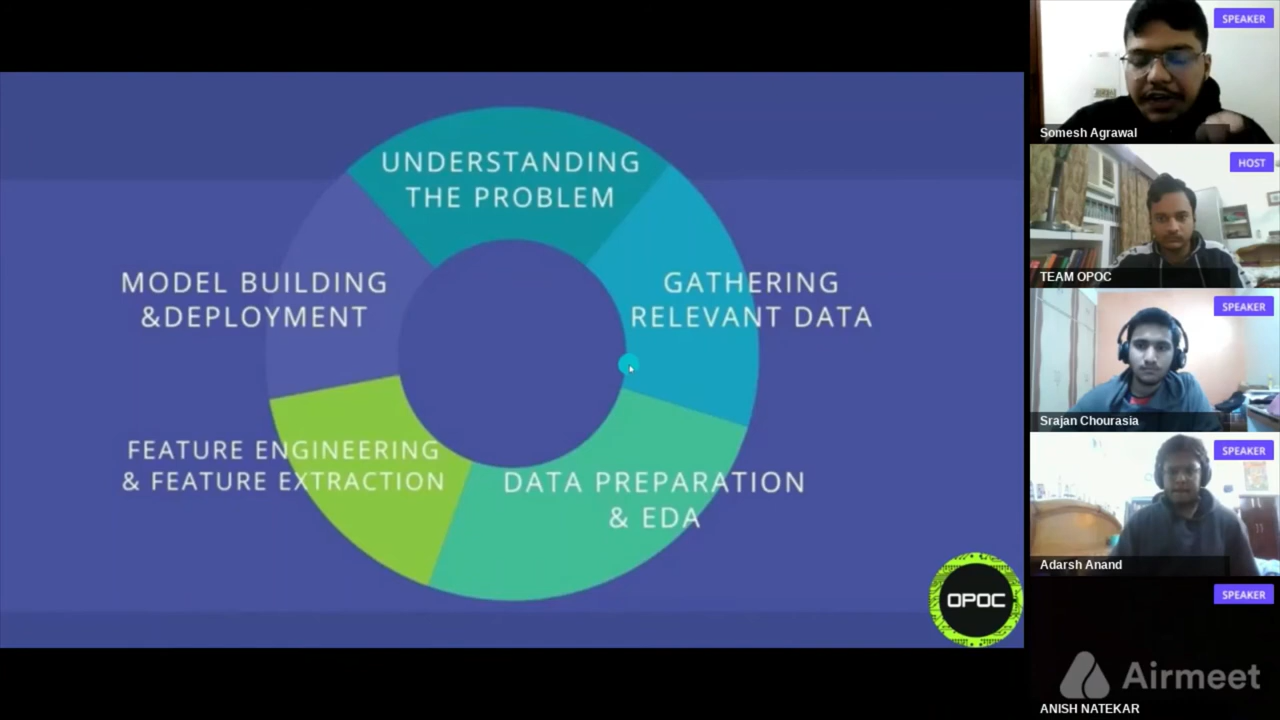 UNDERSTANDING
THE PROBLEM
GATHERING
RELEVANT DATA
DATA PREPARATION
& EDA
FEATURE ENGINEERING
& FEATURE EXTRACTION
MODEL BUILDING
&DEPLOYMENT
OPOC
SPEAKER
Somesh Agrawal
HOST
TEAM OPOC
SPEAKER
Srajan Chourasia
SPEAKER
Adarsh Anand
SPEAKER
Airmeet
ANISH NATEKAR